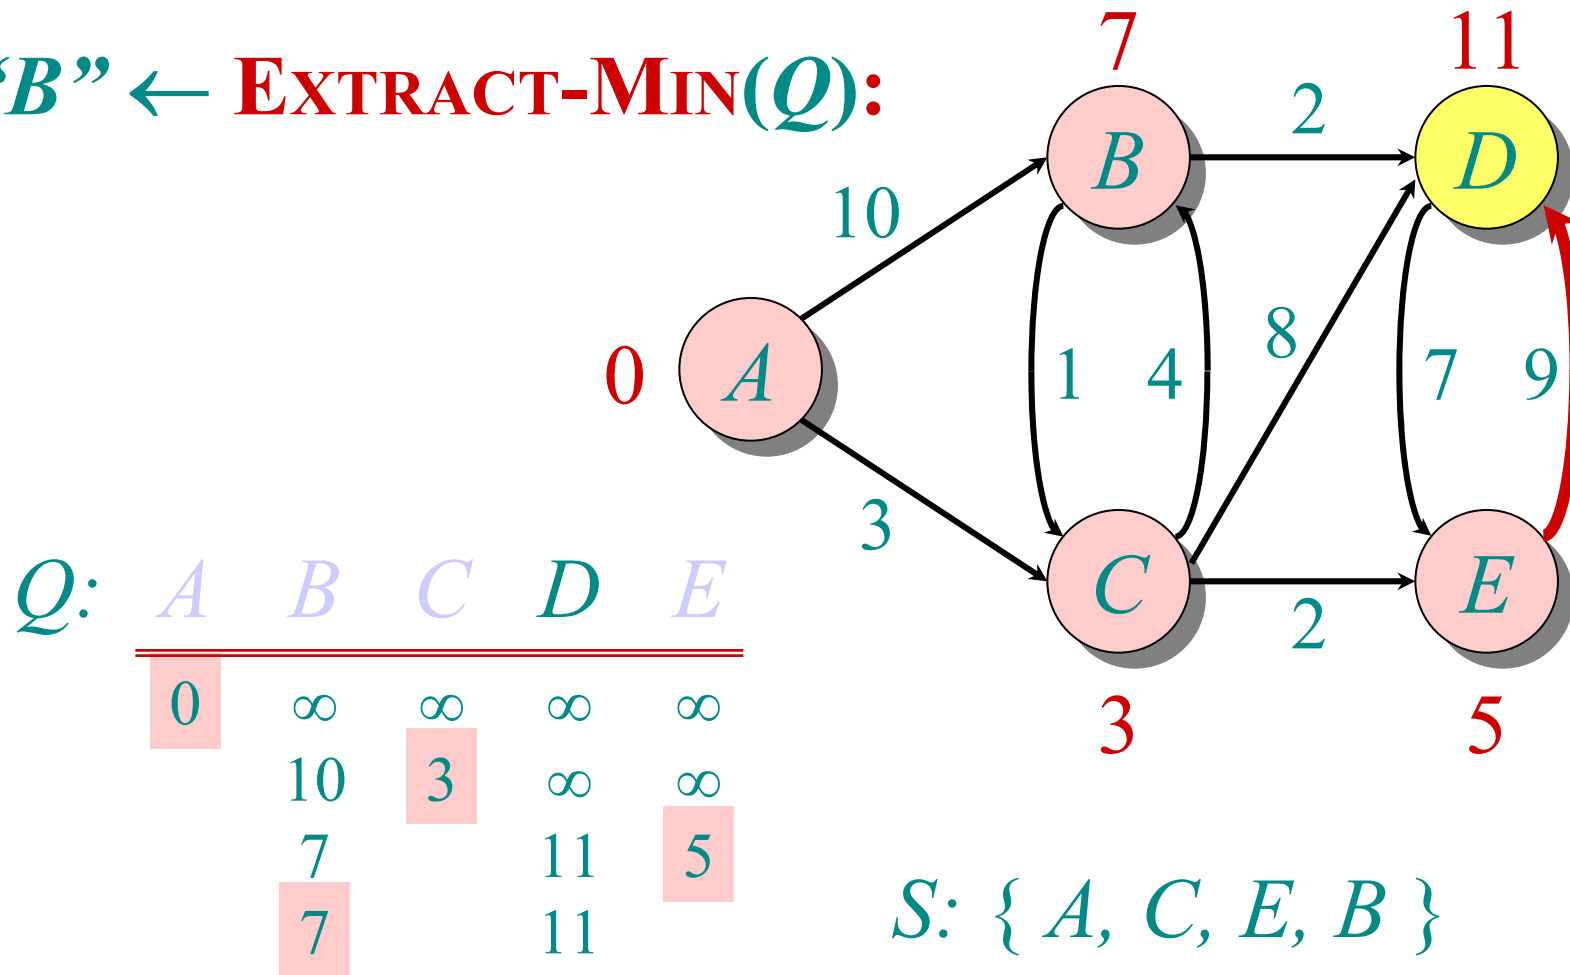 “B” ← EXTRACT-MIN(Q):
7 11
B 2 D
10
0 A 1 4 8 7 9
3
C 2 E
3 5
Q: A B C D E
0 ∞ ∞ ∞ ∞
10 3 ∞ ∞
7 11 5
7 11
S: { A, C, E, B }